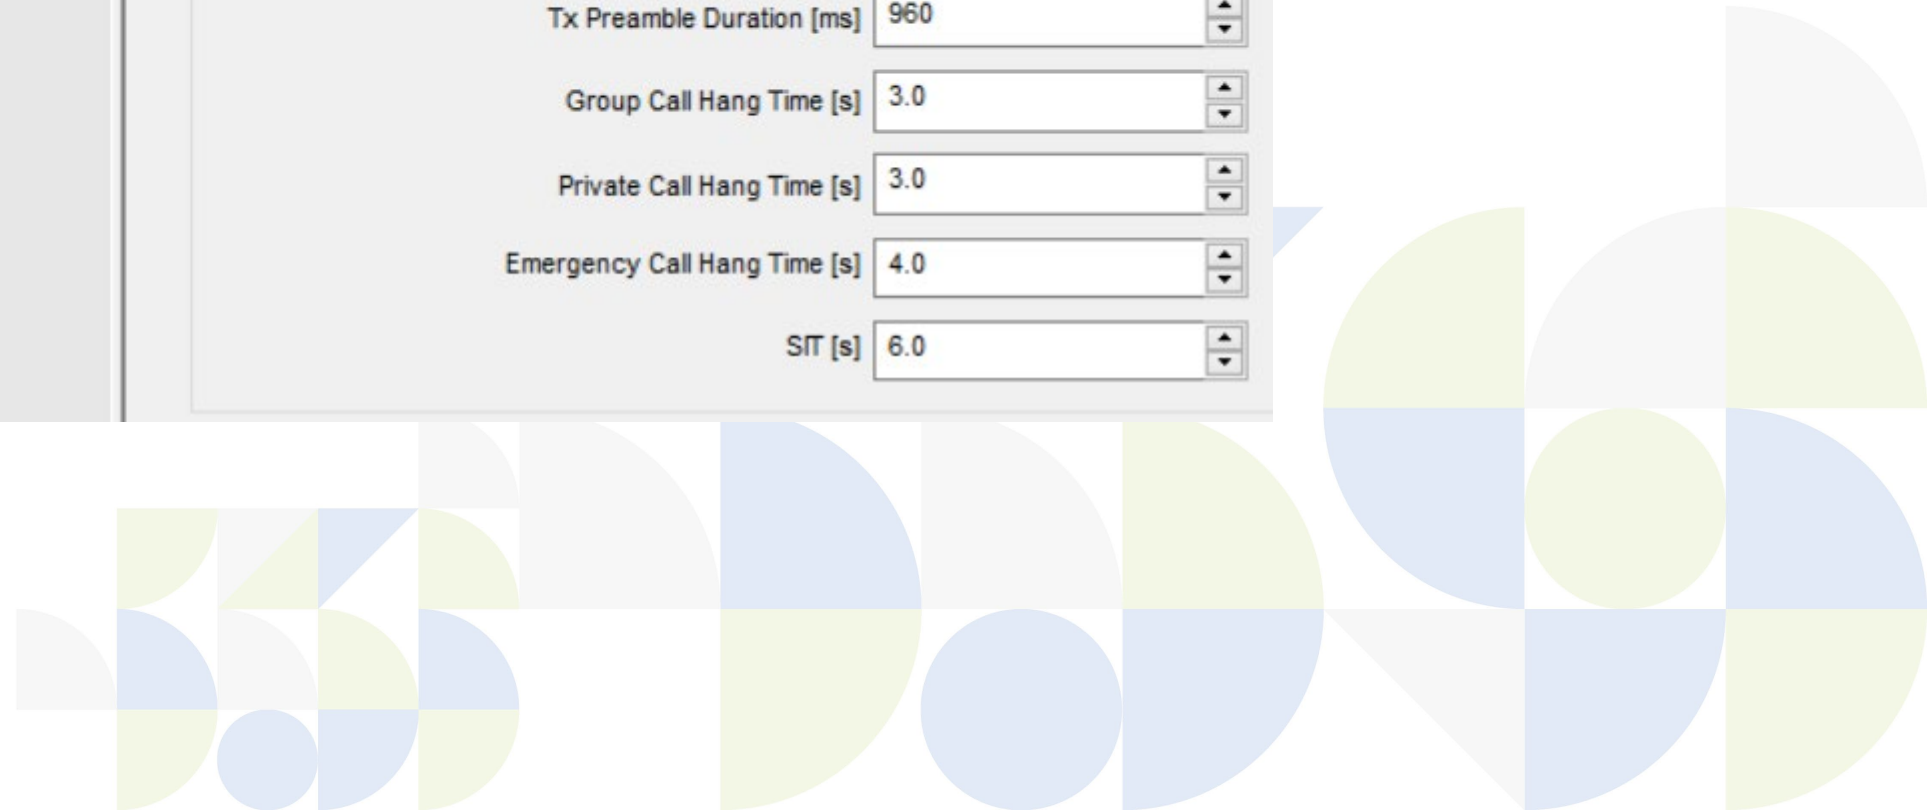 Tx Preamble Duration [ms] 960
Group Call Hang Time [s] 3.0
Private Call Hang Time [s] 3.0
Emergency Call Hang Time [s] 4.0
SIT [s] 6.0